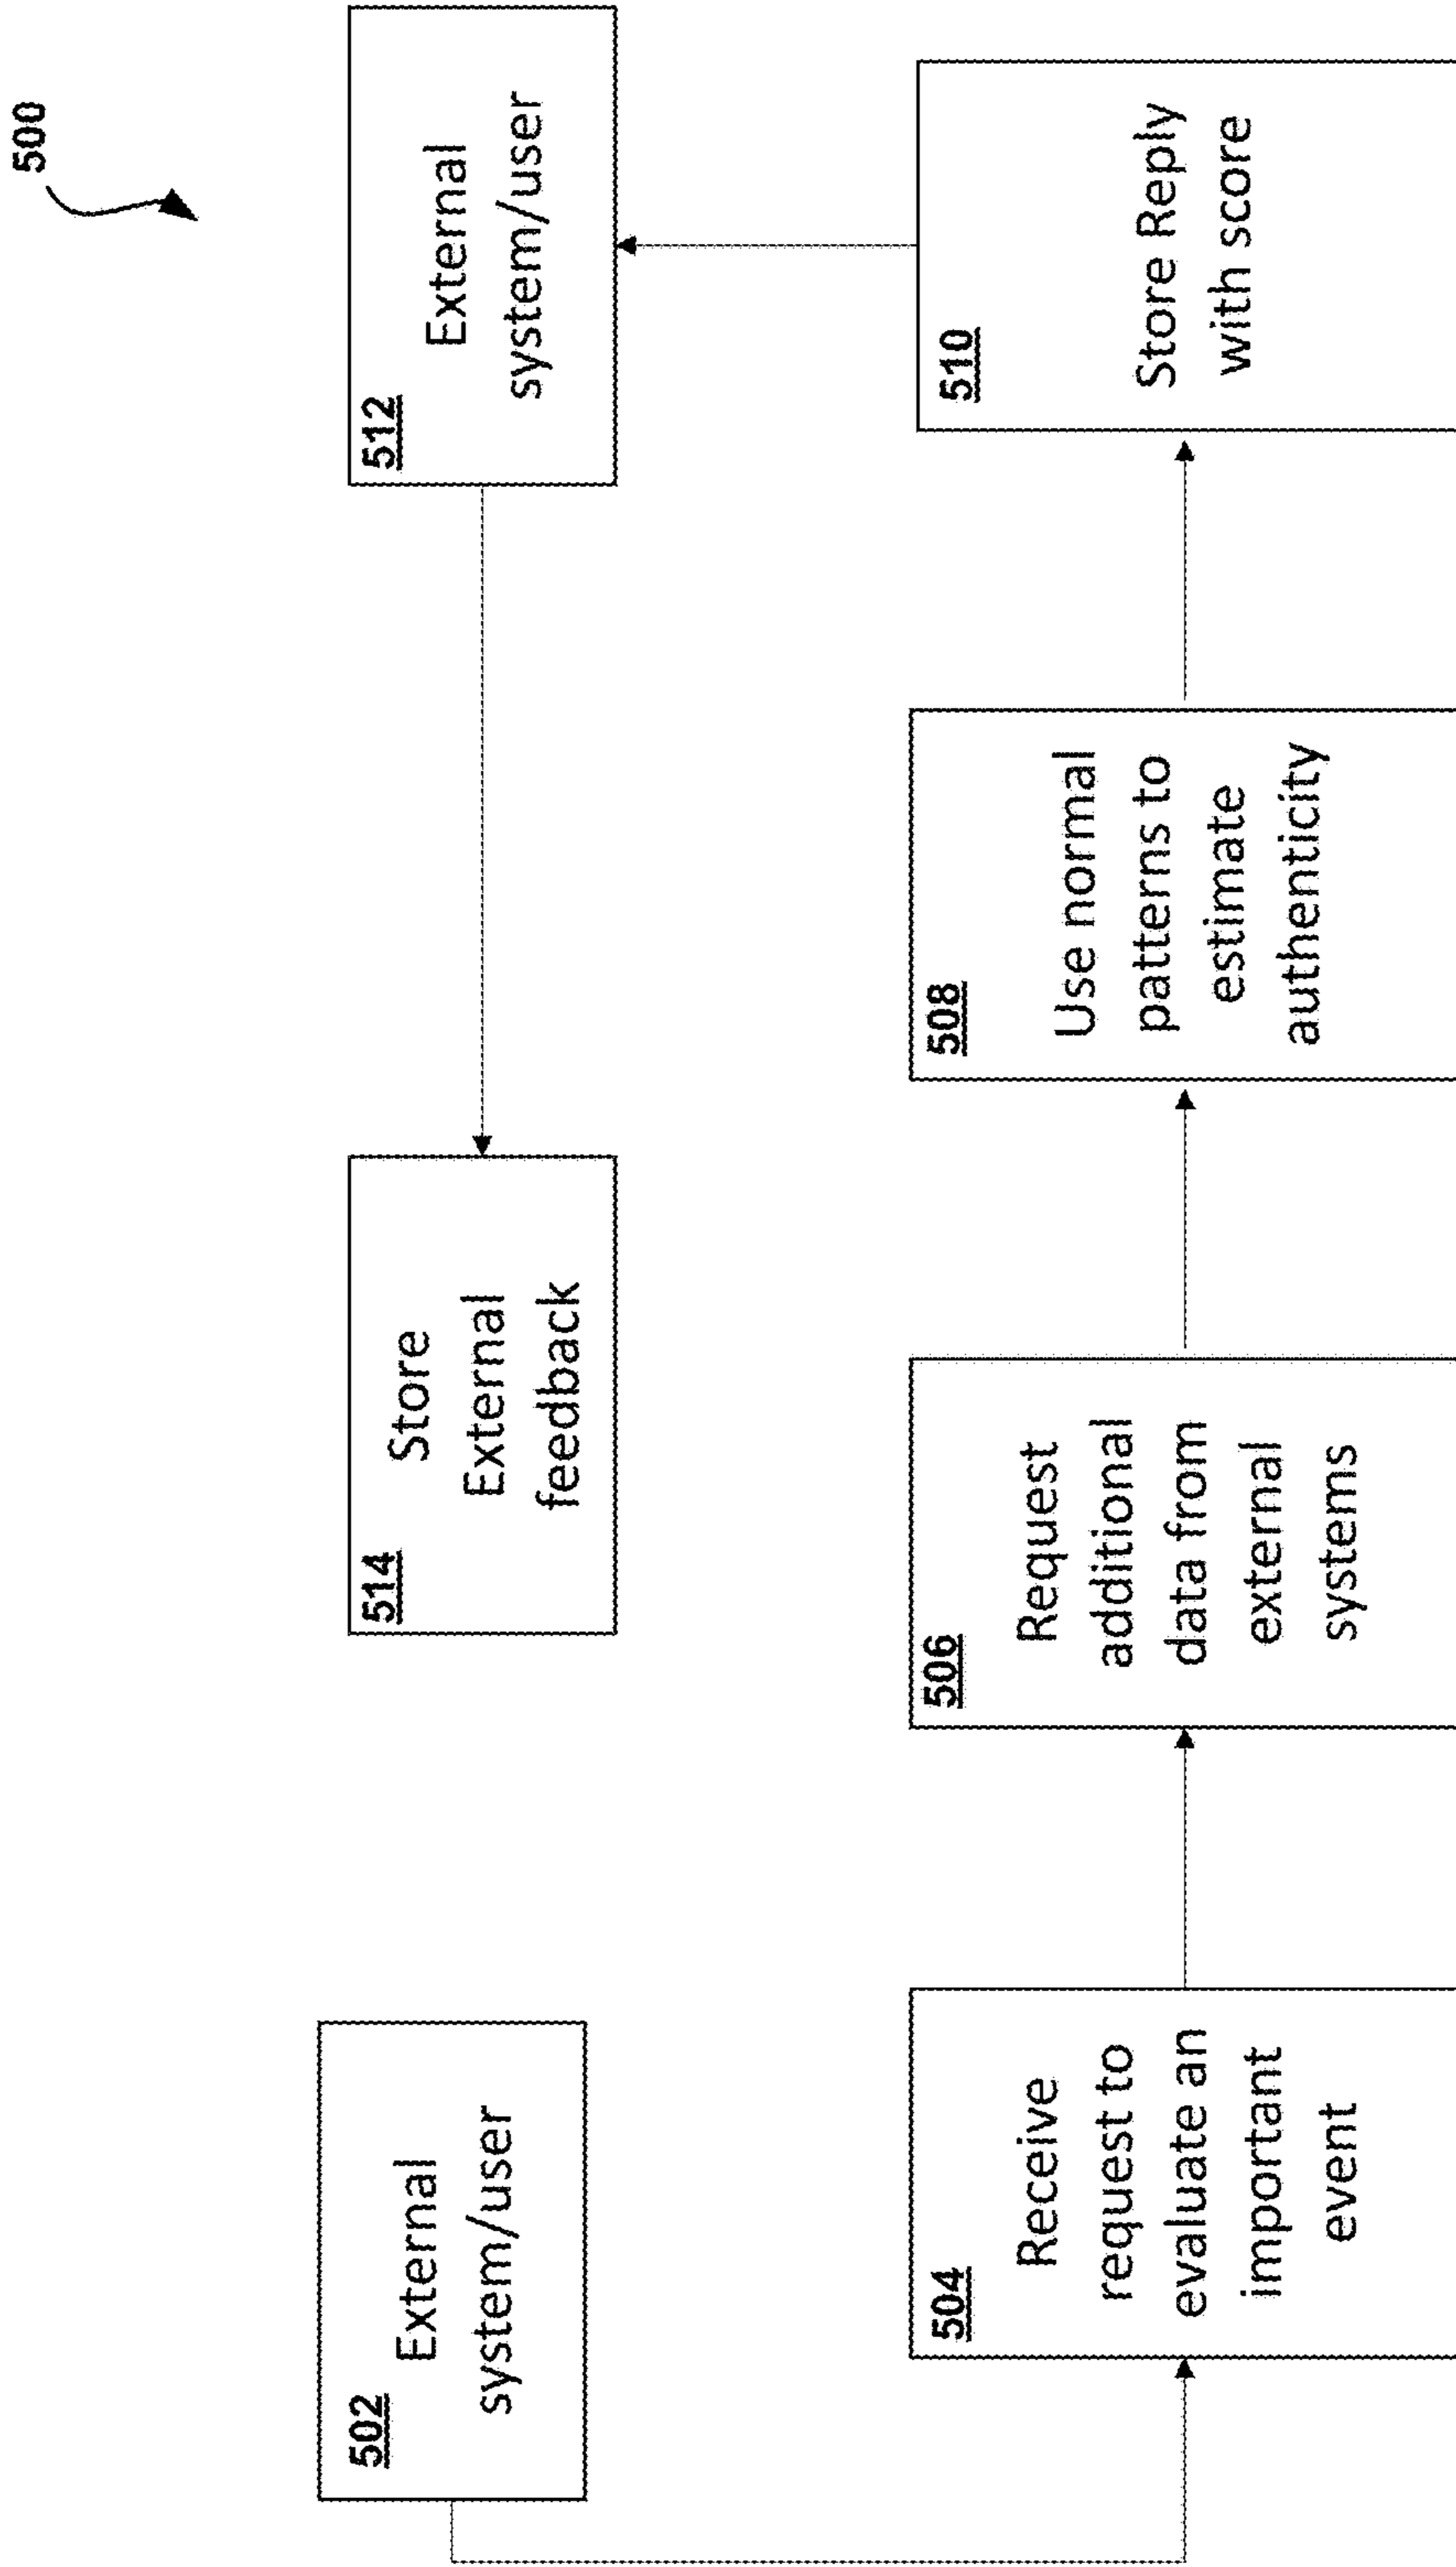 500
502
External
system/user
514
Store
External
feedback
512
External
system/user
504
Receive
request to
evaluate an
important
event
506
Request
additional
data from
external
systems
508
Use normal
patterns to
estimate
authenticity
510
Store Reply
with score